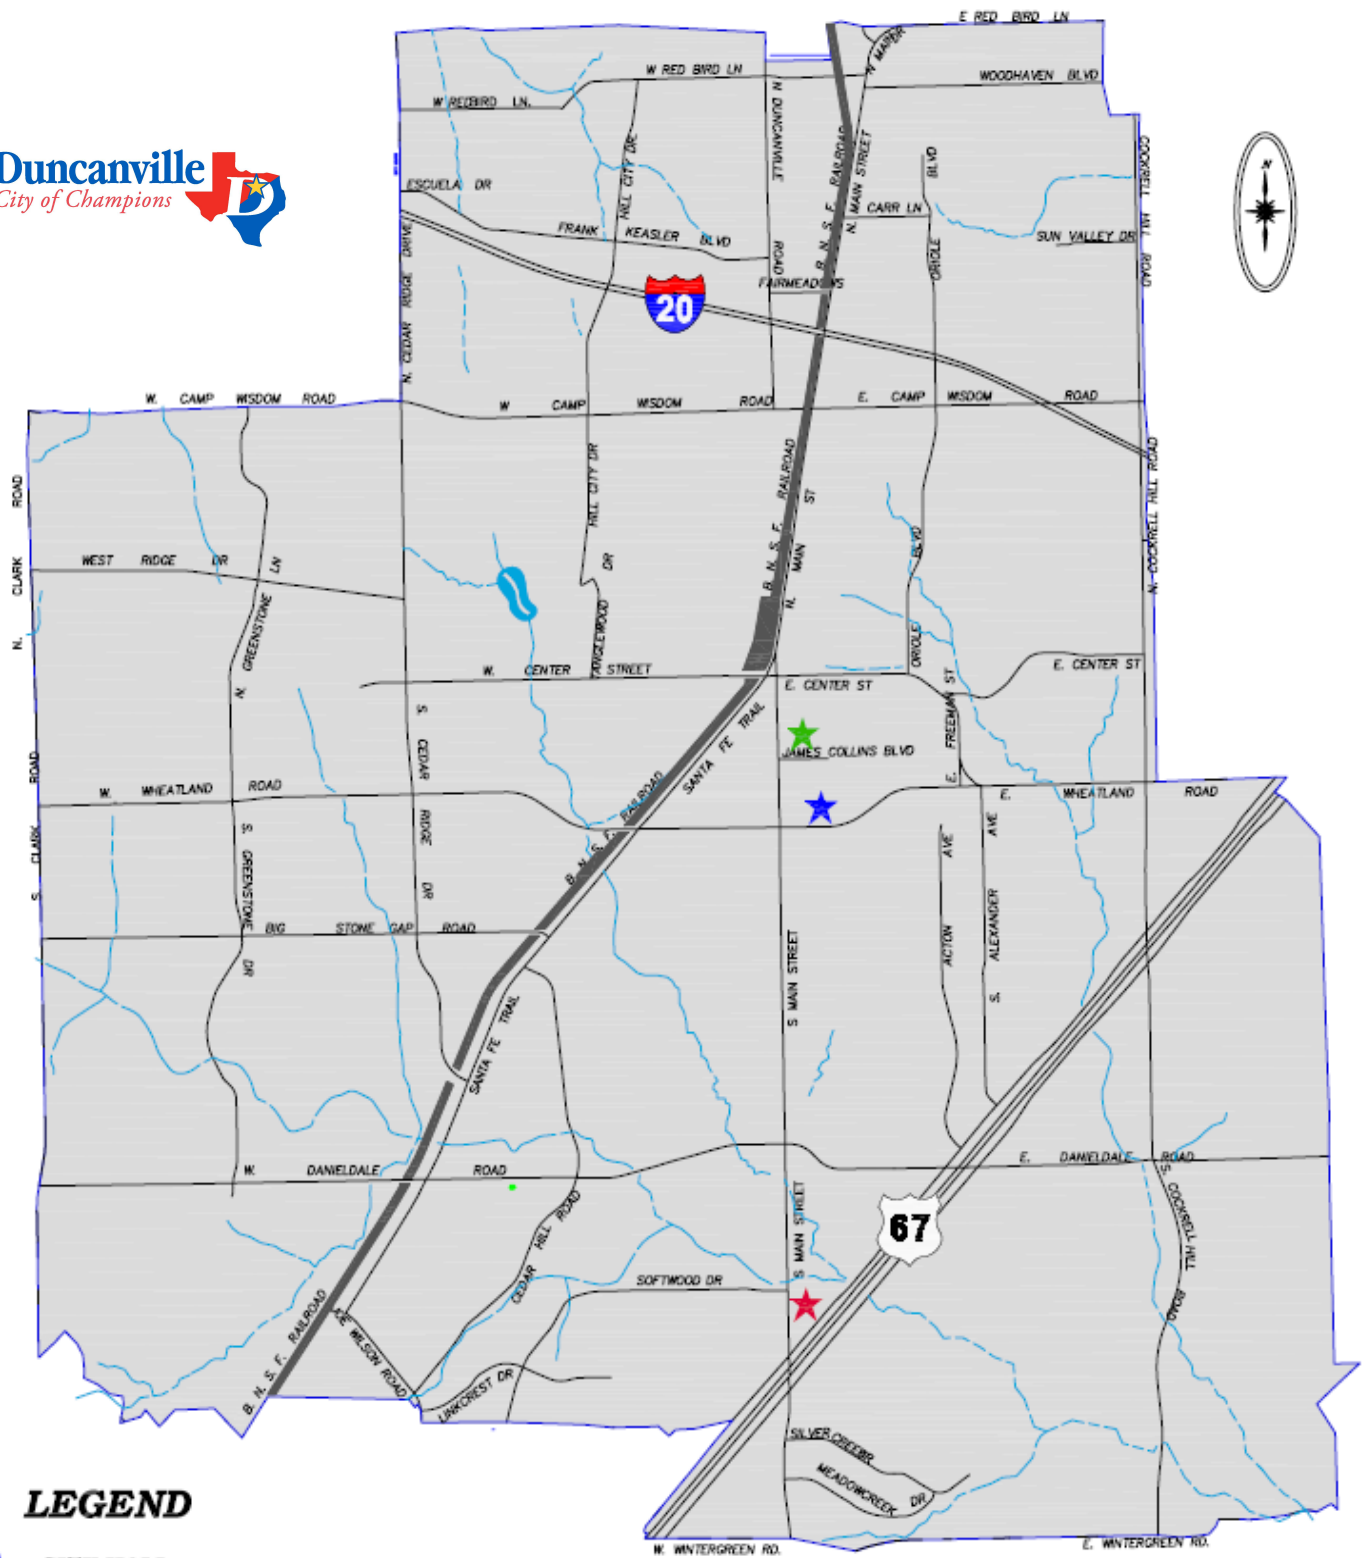 E RED BIRD LN
N MAIN DR
W RED BIRD LN
WOODHAVEN BLVD
W REDBIRD LN.
N DUNCANVILLE ROAD
Duncanville
City of Champions
D
HILL CITY DR.
B. N. S. F. RAILROAD
N. MAIN STREET
BLVD
ORIOLE
COCKRELL HILL ROAD
N
ESCUELA DR
CARR LN
FRANK KEASLER BLVD
SUN VALLEY DR
FAIRMEADOWS
N. CEDAR RIDGE DRIVE
20
W. CAMP WISDOM ROAD
W CAMP WISDOM ROAD
E. CAMP WISDOM ROAD
N. CLARK ROAD
HILL CITY DR
B. N. S. F. RAILROAD
N. MAIN ST
ORIOLE BLVD
N. COCKRELL HILL ROAD
WEST RIDGE DR
N. GREENSTONE LN
TANGLEWOOD DR
W. CENTER STREET
E. CENTER ST
E. CENTER ST
E. FREEMAN ST
SANTA FE TRAIL
JAMES COLLINS BLVD
S. CEDAR RIDGE DR
S. CLARK ROAD
W. WHEATLAND ROAD
B. N. S. F. RAILROAD
E. WHEATLAND ROAD
S. GREENSTONE DR
ACTON AVE
S. ALEXANDER AVE
BIG STONE GAP ROAD
S MAIN STREET
SANTA FE TRAIL
W. DANIELDALE ROAD
E. DANIELDALE ROAD
S MAIN STREET
67
S. COCKRELL HILL ROAD
CEDAR HILL ROAD
SOFTWOOD DR
B. N. S. F. RAILROAD
JOE WILSON ROAD
LINKCREST DR
MEADOWCREEK DR
LEGEND
W. WINTERGREEN RD.
E. WINTERGREEN RD.